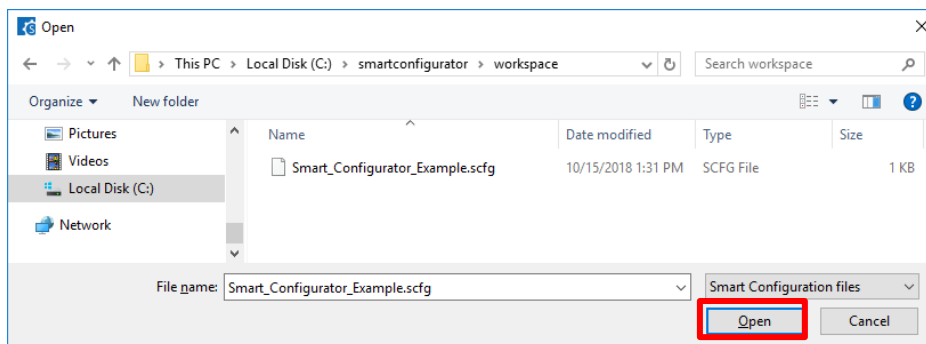 Open
This PC > Local Disk (C:) > smartconfigurator > workspace
Search workspace
Organize
New folder
Pictures
Videos
Local Disk (C:)
Network
Name
Date modified
Type
Size
Smart_Configurator_Example.scfg
10/15/2018 1:31 PM
SCFG File
1 KB
File name: Smart_Configurator_Example.scfg
Smart Configuration files
Open
Cancel